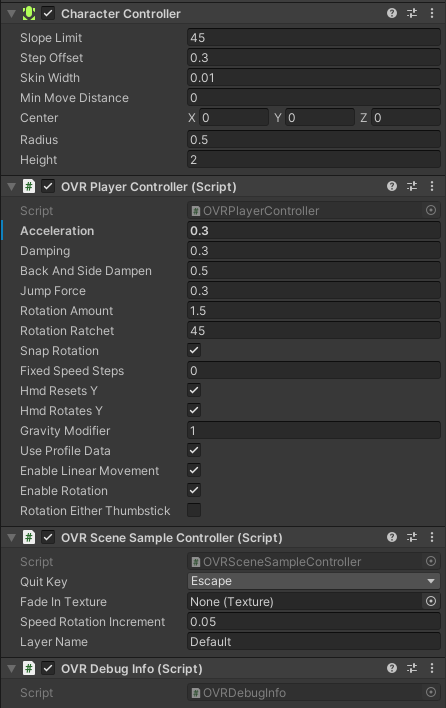 Character Controller
Slope Limit 45
Step Offset 0.3
Skin Width 0.01
Min Move Distance 0
Center X 0 Y 0 Z 0
Radius 0.5
Height 2
# OVR Player Controller (Script)
Script # OVRPlayerController
Acceleration 0.3
Damping 0.3
Back And Side Dampen 0.5
Jump Force 0.3
Rotation Amount 1.5
Rotation Ratchet 45
Snap Rotation
Fixed Speed Steps 0
Hmd Resets Y
Hmd Rotates Y
Gravity Modifier 1
Use Profile Data
Enable Linear Movement
Enable Rotation
Rotation Either Thumbstick
# OVR Scene Sample Controller (Script)
Script # OVRSceneSampleController
Quit Key Escape
Fade In Texture None (Texture)
Speed Rotation Increment 0.05
Layer Name Default
# OVR Debug Info (Script)
Script # OVRDebugInfo